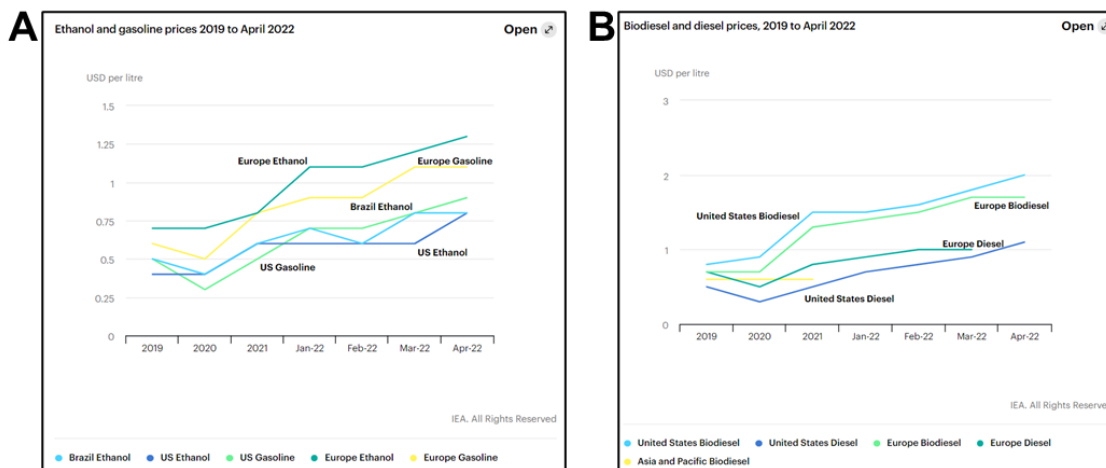 A
Ethanol and gasoline prices 2019 to April 2022
Open
USD per litre
1.5
1.25
1
0.75
0.5
0.25
0
Europe Ethanol
Europe Gasoline
Brazil Ethanol
US Ethanol
US Gasoline
2019 2020 2021 Jan-22 Feb-22 Mar-22 Apr-22
IEA. All Rights Reserved
Brazil Ethanol US Ethanol US Gasoline Europe Ethanol Europe Gasoline
B
Biodiesel and diesel prices, 2019 to April 2022
Open
USD per litre
3
2
1
0
United States Biodiesel
Europe Biodiesel
Europe Diesel
United States Diesel
2019 2020 2021 Jan-22 Feb-22 Mar-22 Apr-22
IEA. All Rights Reserved
United States Biodiesel United States Diesel Europe Biodiesel Europe Diesel
Asia and Pacific Biodiesel